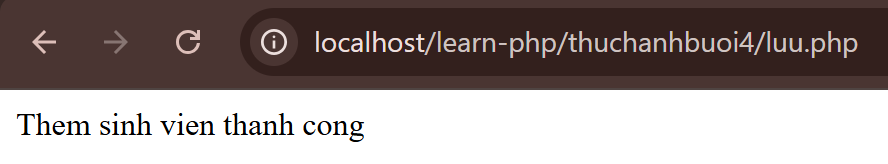 localhost/learn-php/thuchanhbuoi4/luu.php
Them sinh vien thanh cong